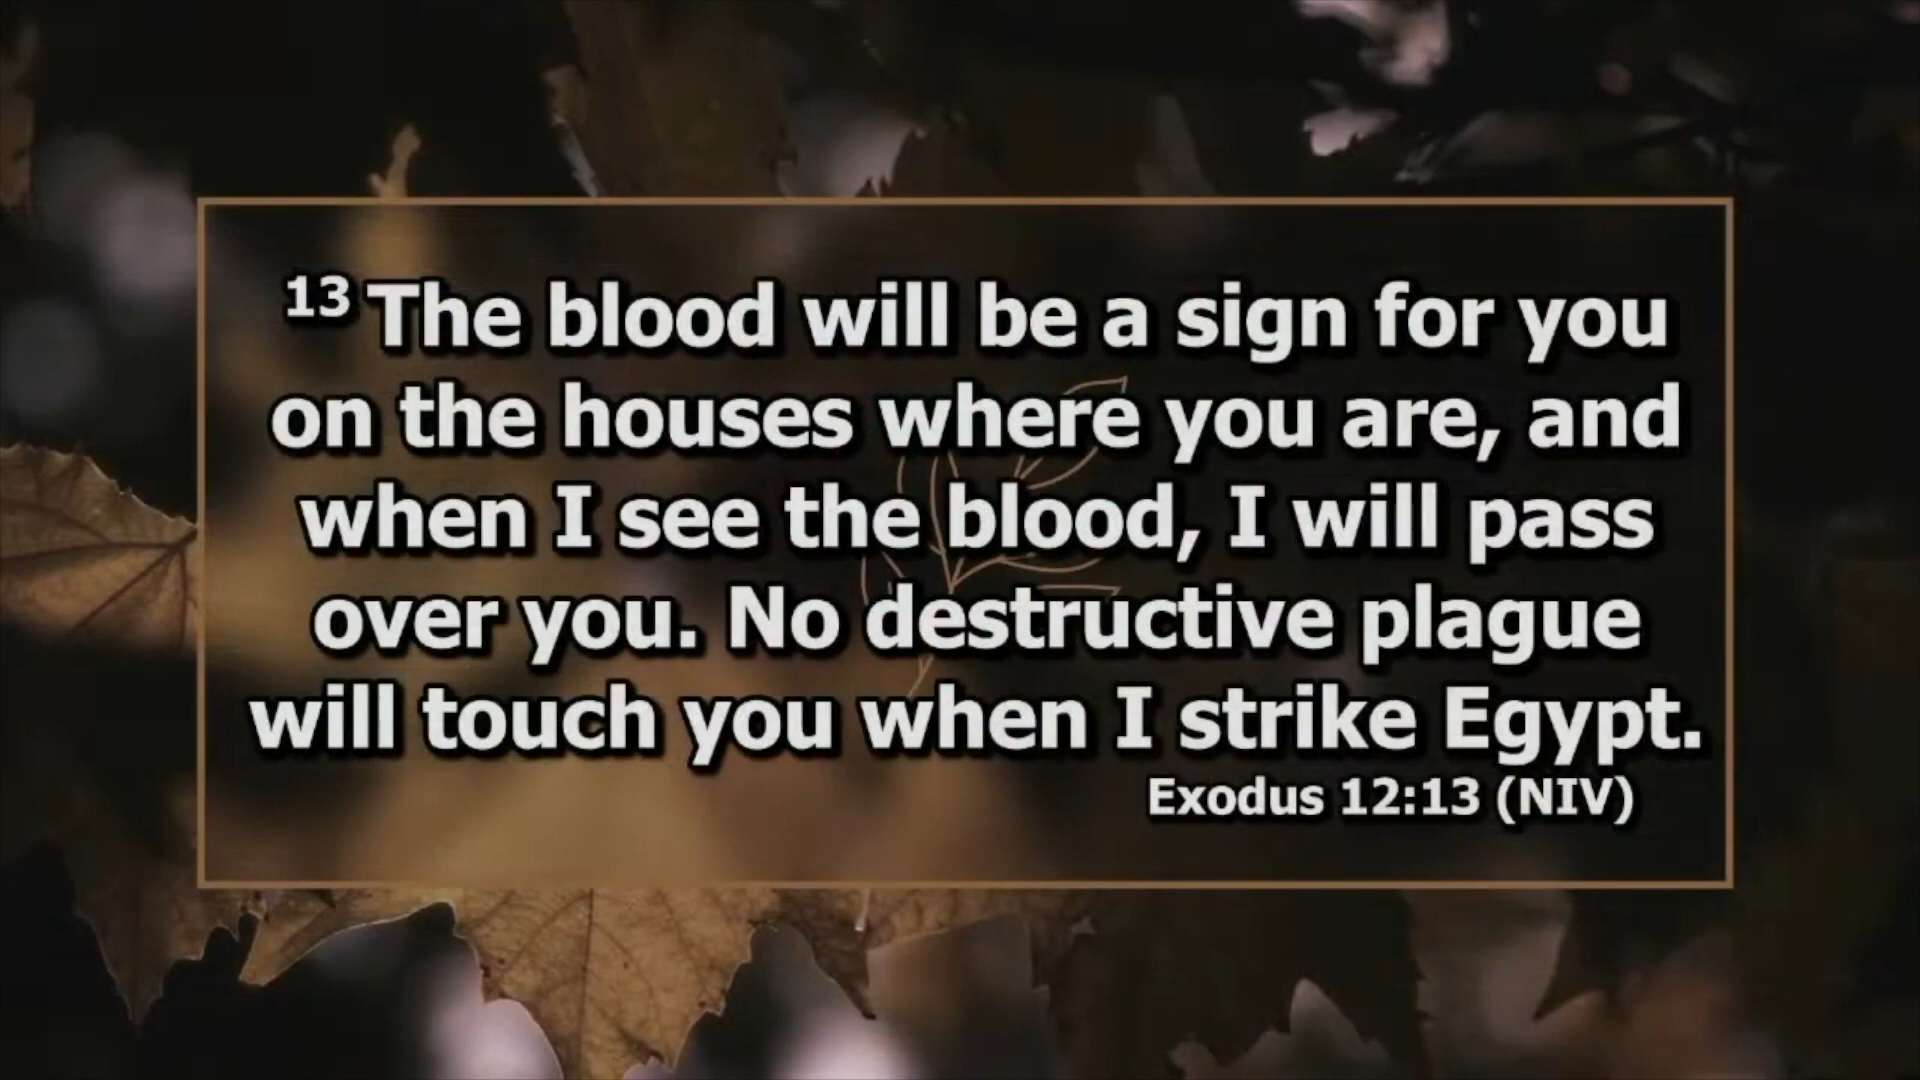 13 The blood will be a sign for you
on the houses where you are, and
when I see the blood, I will pass
over you. No destructive plague
will touch you when I strike Egypt.
Exodus 12:13 (NIV)